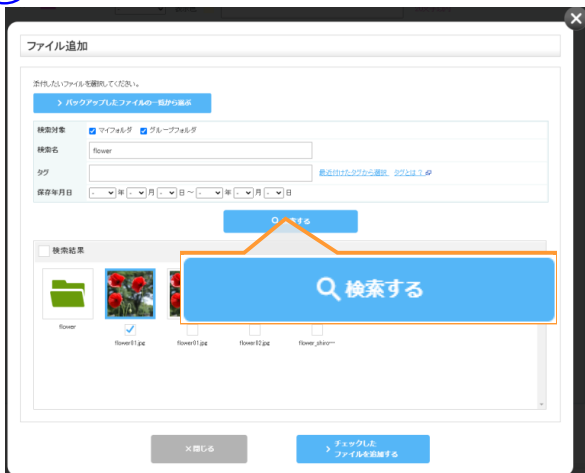 ファイル追加
添付したいファイルを選択してください。
> バックアップしたファイルの一覧から選ぶ
検索対象 マイフォルダ グループフォルダ
検索名 flower
タグ 最近付けたタグから選択 タグとは?
保存年月日 - 年 - 月 - 日 ~ - 年 - 月 - 日
検索する
検索結果
flower
flower01.jpg flower01.jpg flower02.jpg flower_shiro〜
×閉じる
> チェックした
ファイルを追加する